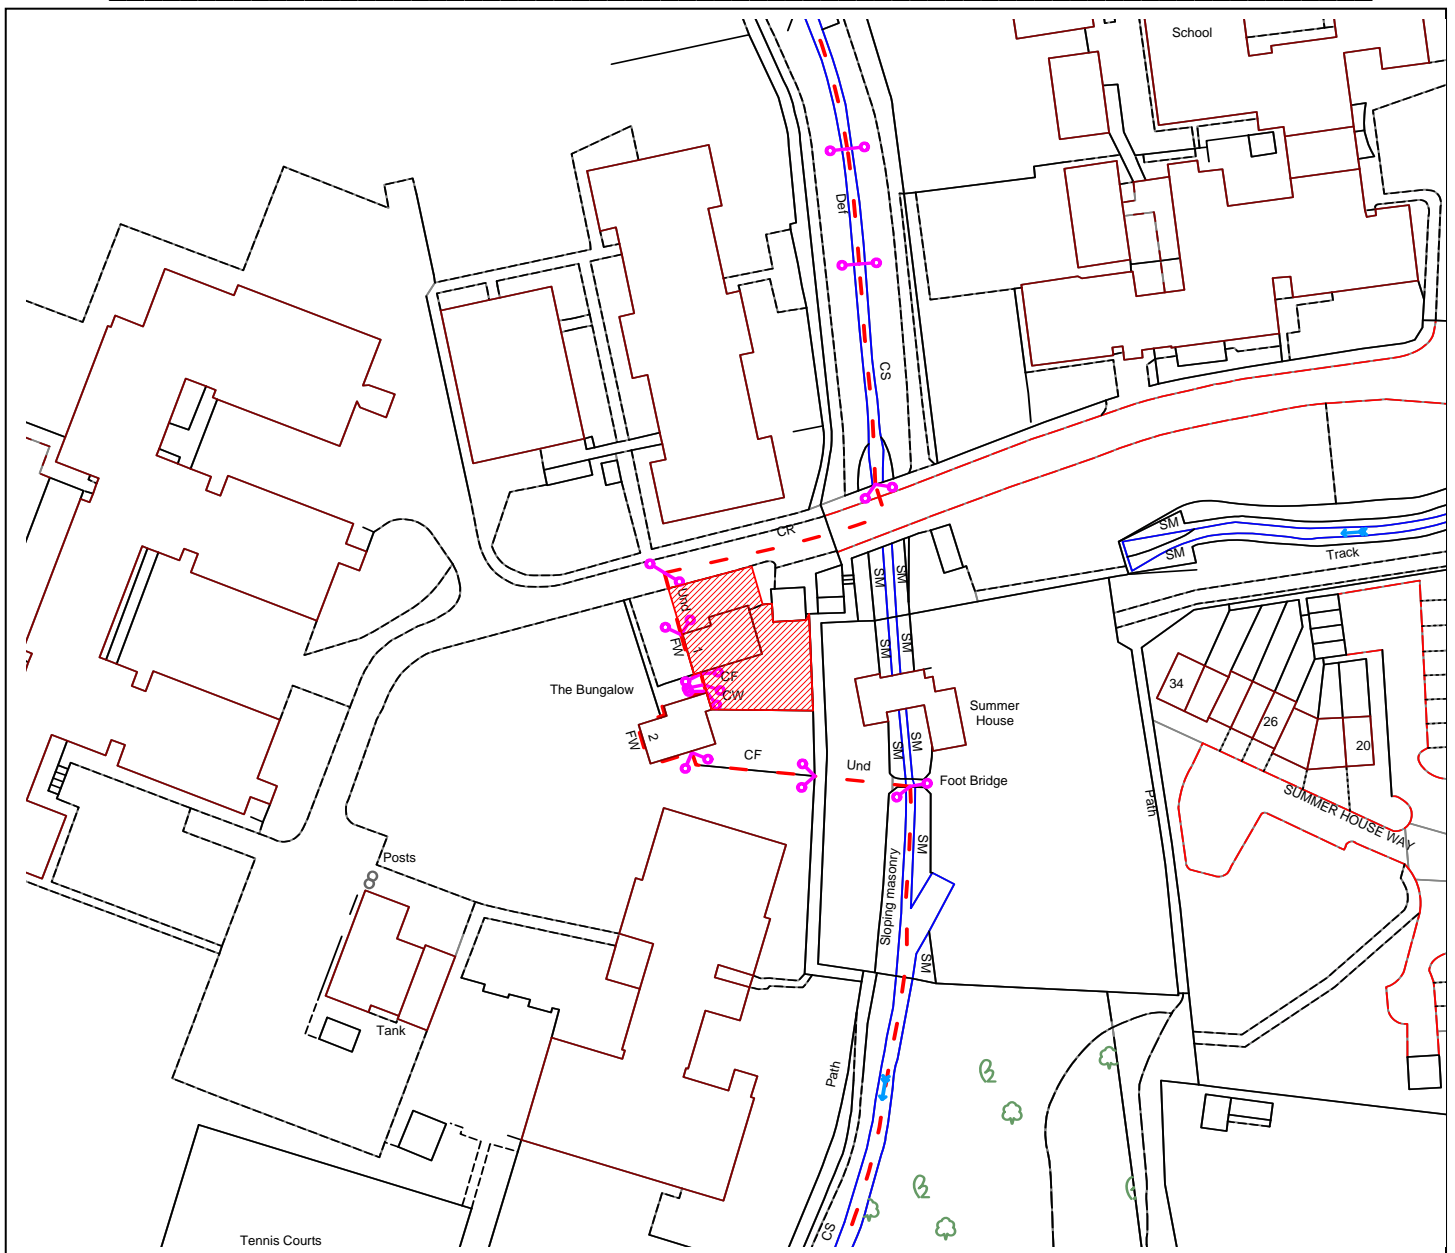 School
Def
CS
CR
SM
SM
Track
SM
SM
Und
FW
1
SM
SM
CF
CW
The Bungalow
Summer
House
34
26
20
2
FW
CF
Und
SM
SM
Foot Bridge
SUMMER HOUSE WAY
Path
SM
Posts
Sloping masonry
SM
Tank
Path
CS
Tennis Courts